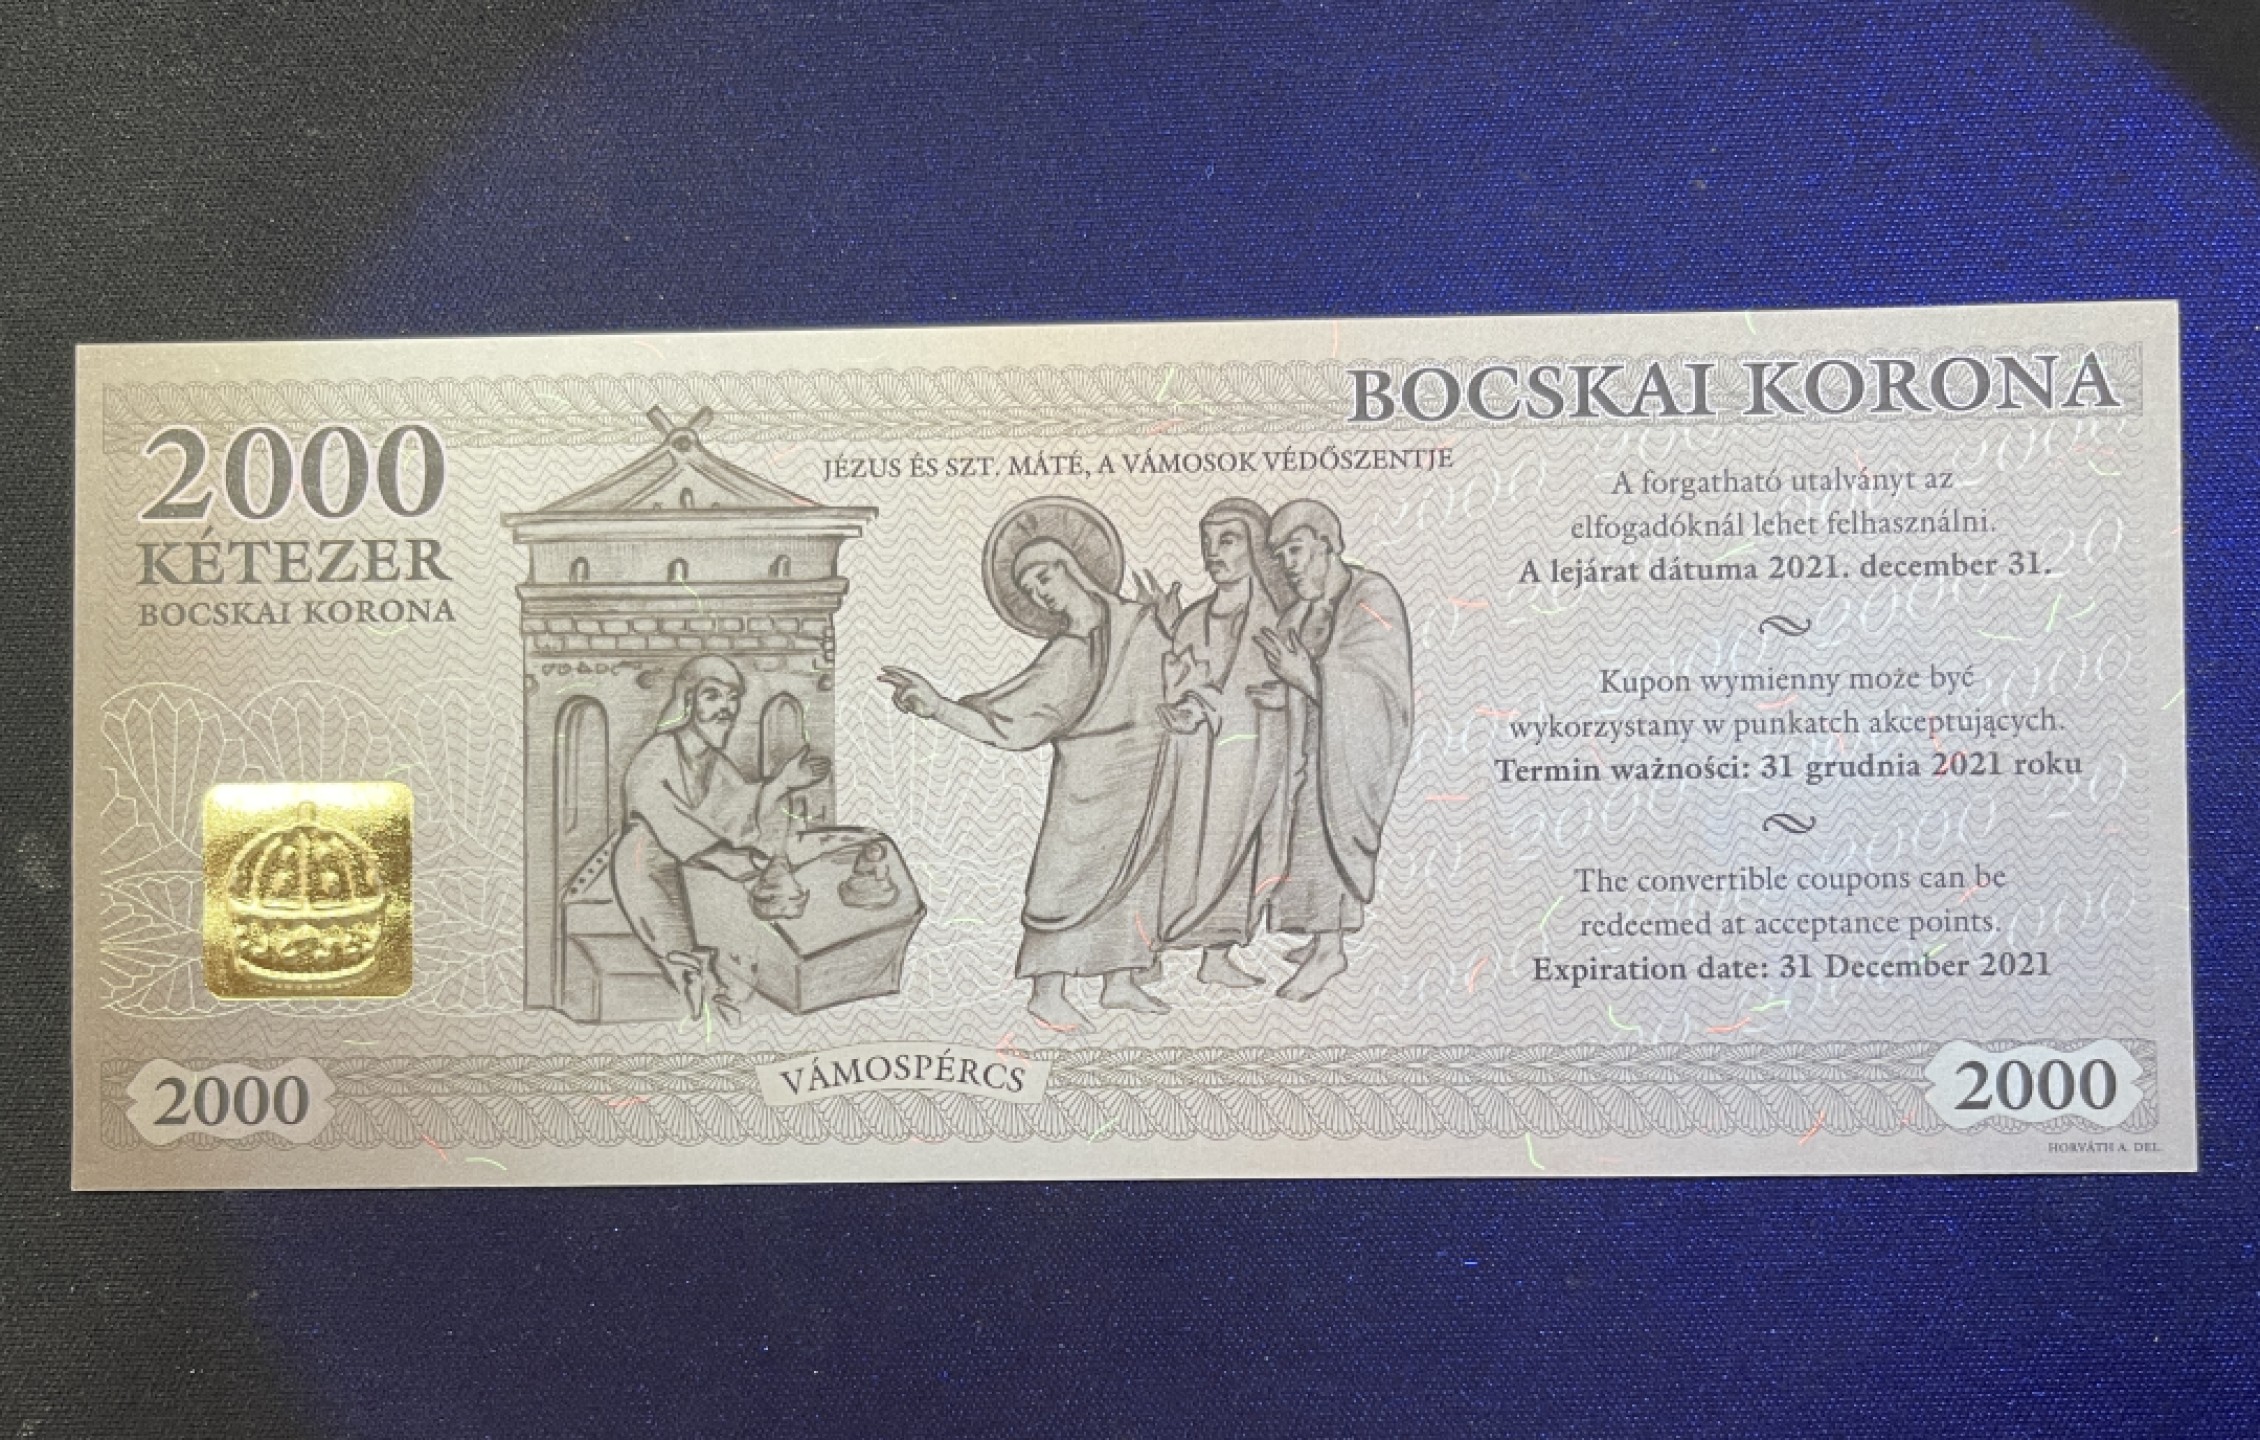 BOCSKAI KORONA
2000
KÉTEZER
BOCSKAI KORONA
JÉZUS ÉS SZT. MÁTÉ, A VÁMOSOK VÉDŐSZENTJE
A forgatható utalványt az
elfogadóknál lehet felhasználni.
A lejárat dátuma 2021. december 31.
Kupon wymienny może być
wykorzystany w punkatch akceptujących.
Termin ważności: 31 grudnia 2021 roku
The convertible coupons can be
redeemed at acceptance points.
Expiration date: 31 December 2021
2000
VÁMOSPÉRCS
2000
HORVÁTH A. DEL.